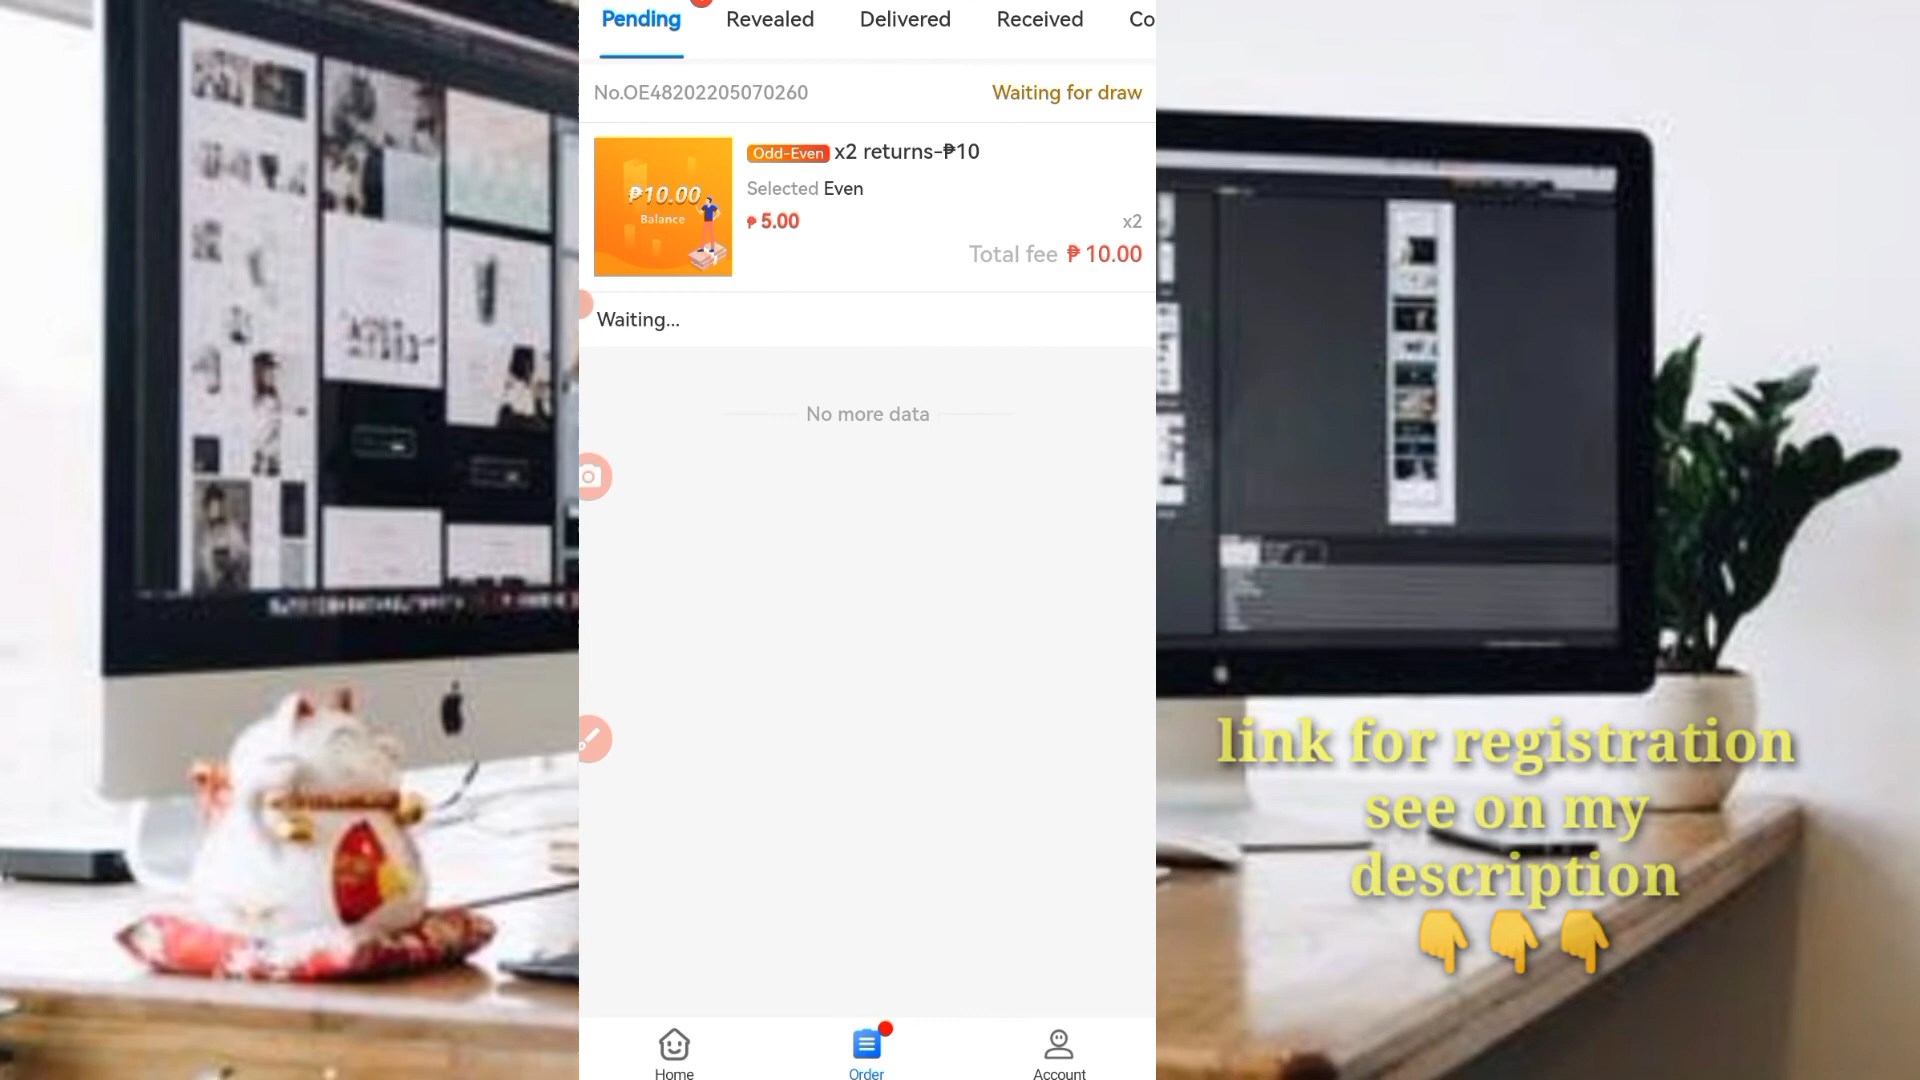 Pending
Revealed
Delivered
Received
Co
No.OE48202205070260
Waiting for draw
₱10.00
Balance
Odd-Even x2 returns-₱10
Selected Even
₱ 5.00
x2
Total fee ₱ 10.00
Waiting...
No more data
link for registration
see on my
description
👇👇👇
Home
Order
Account